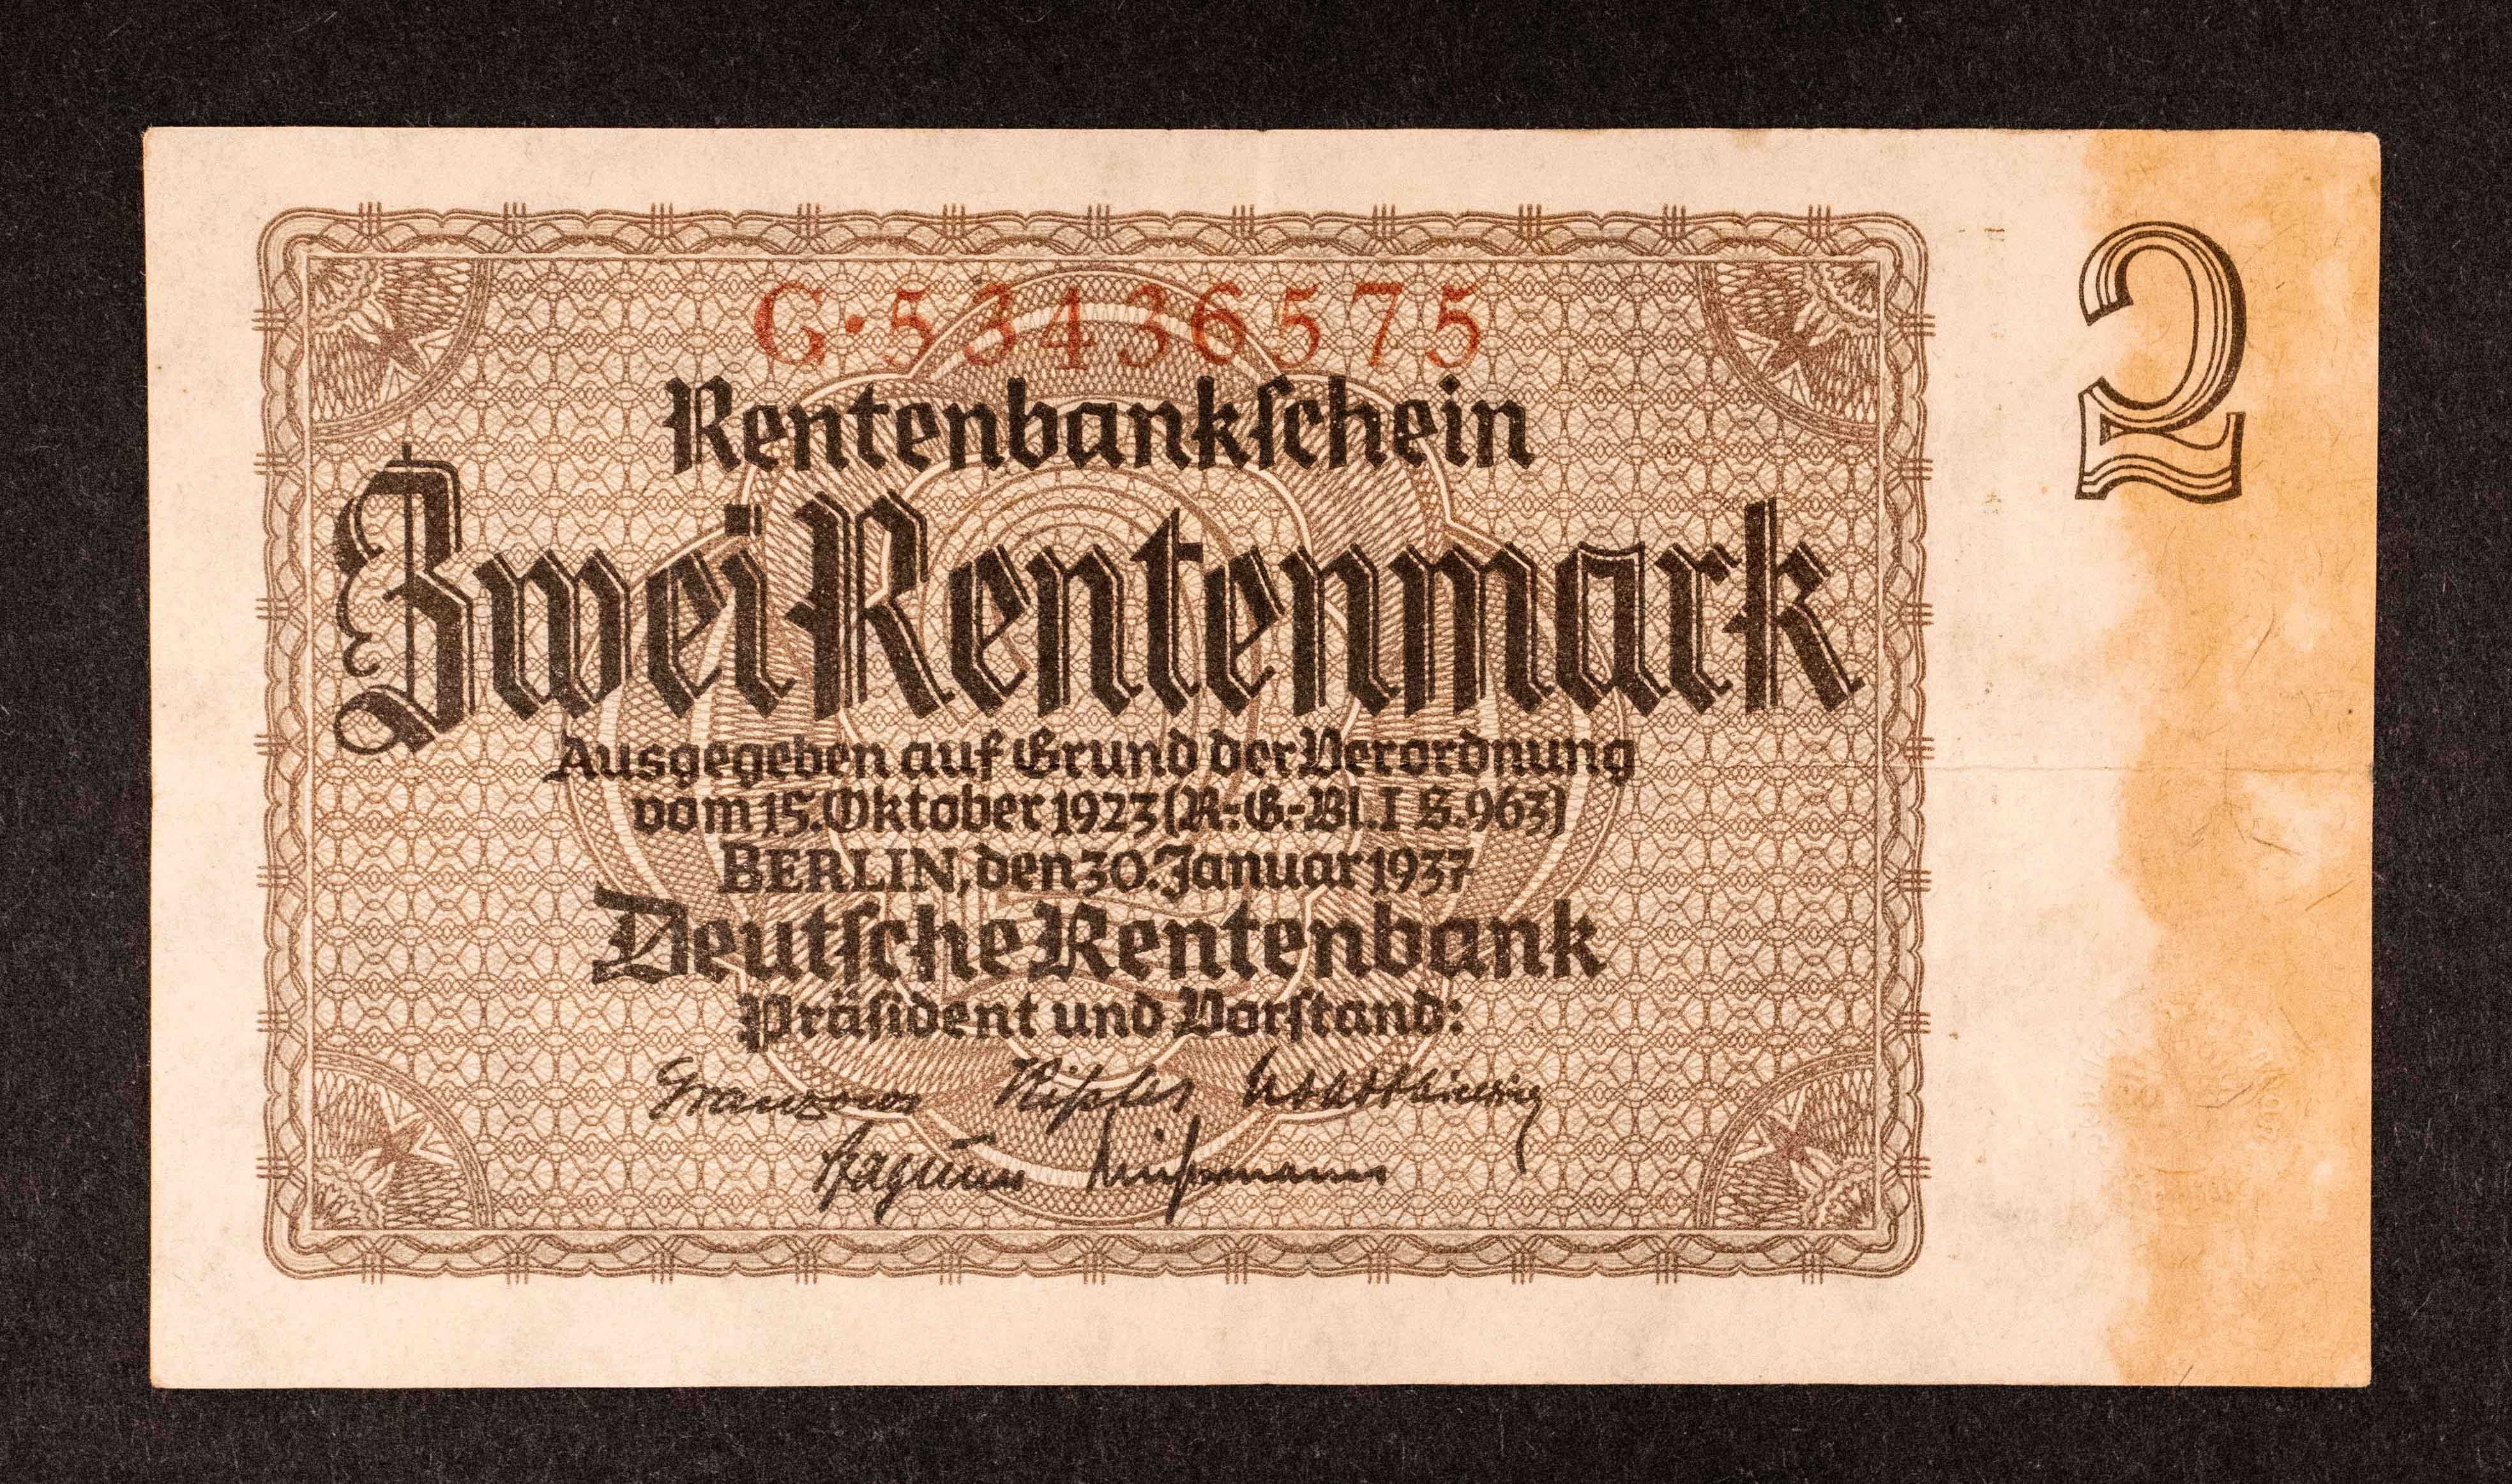 G·53436575
2
Rentenbankſchein
Zwei Rentenmark
Ausgegeben auf Grund der Verordnung
vom 15. Oktober 1923 (R.-G.-Bl. I S. 963)
BERLIN, den 30. Januar 1937
Deutſche Rentenbank
Präſident und Vorſtand: